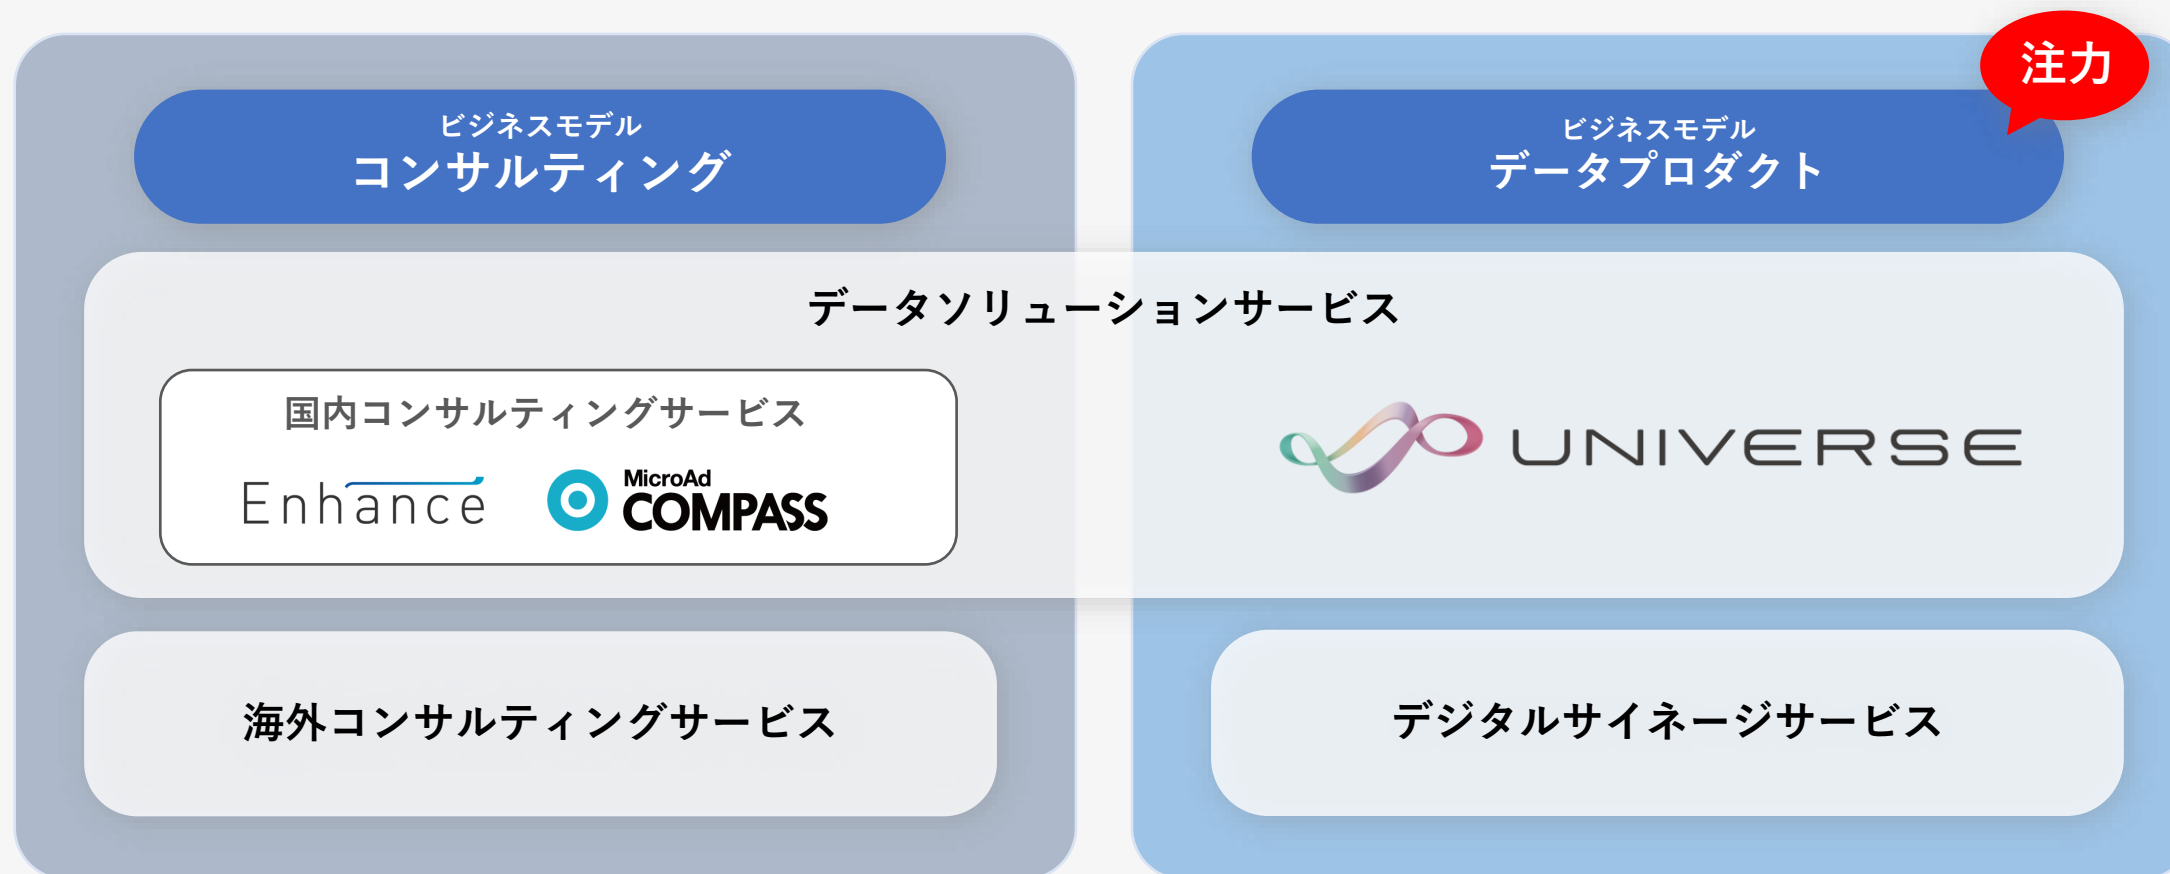 注力
ビジネスモデル
コンサルティング
ビジネスモデル
データプロダクト
データソリューションサービス
国内コンサルティングサービス
Enhance
MicroAd
COMPASS
UNIVERSE
海外コンサルティングサービス
デジタルサイネージサービス